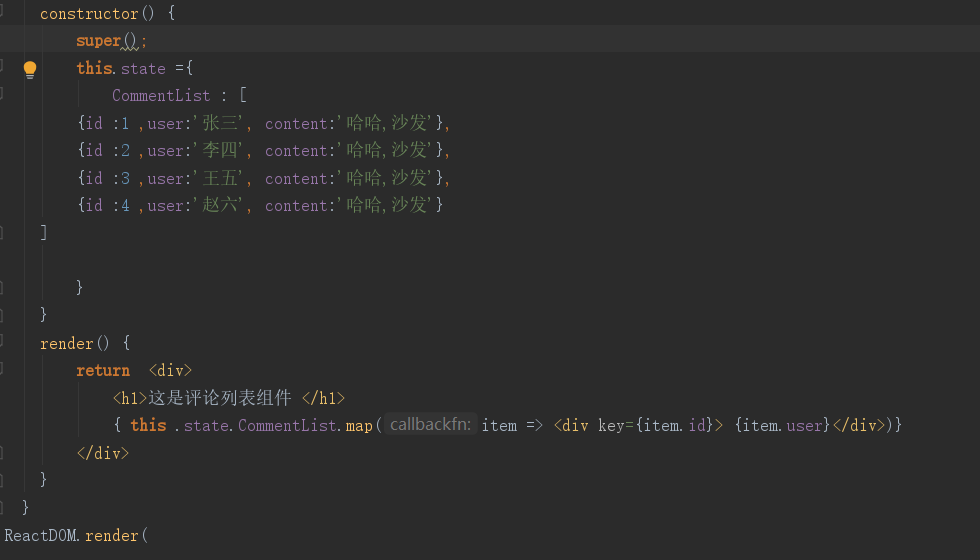 constructor() {
super();
this.state ={
CommentList : [
{id :1 ,user:'张三', content:'哈哈,沙发'},
{id :2 ,user:'李四', content:'哈哈,沙发'},
{id :3 ,user:'王五', content:'哈哈,沙发'},
{id :4 ,user:'赵六', content:'哈哈,沙发'}
]
}
}
render() {
return <div>
<h1>这是评论列表组件 </h1>
{ this .state.CommentList.map( callbackfn: item => <div key={item.id}> {item.user}</div>)}
</div>
}
}
ReactDOM.render(